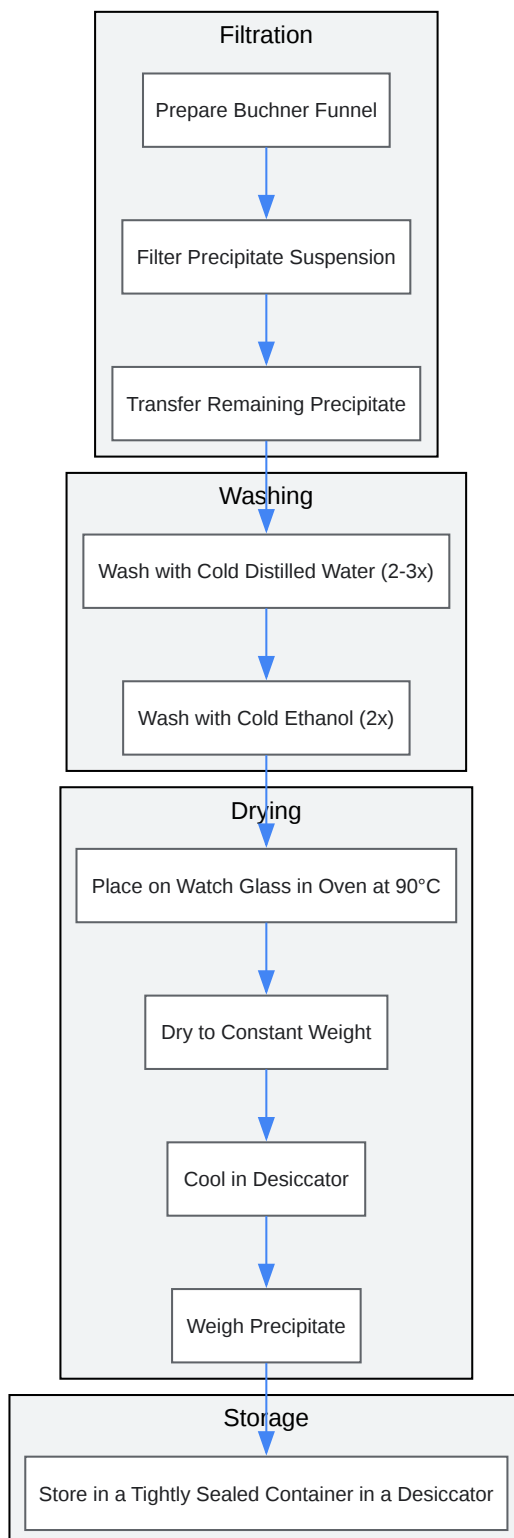 Filtration
Prepare Buchner Funnel
Filter Precipitate Suspension
Transfer Remaining Precipitate
Washing
Wash with Cold Distilled Water (2-3x)
Wash with Cold Ethanol (2x)
Drying
Place on Watch Glass in Oven at 90°C
Dry to Constant Weight
Cool in Desiccator
Weigh Precipitate
Storage
Store in a Tightly Sealed Container in a Desiccator